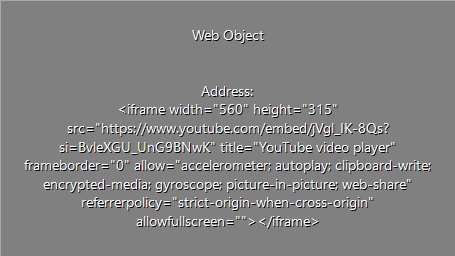 Web Object
Address:
<iframe width="560" height="315"
src="https://www.youtube.com/embed/jVgl_IK-8Qs?
si=BvleXGU_UnG9BNwK" title="YouTube video player"
frameborder="0" allow="accelerometer; autoplay; clipboard-write;
encrypted-media; gyroscope; picture-in-picture; web-share"
referrerpolicy="strict-origin-when-cross-origin"
allowfullscreen=""></iframe>